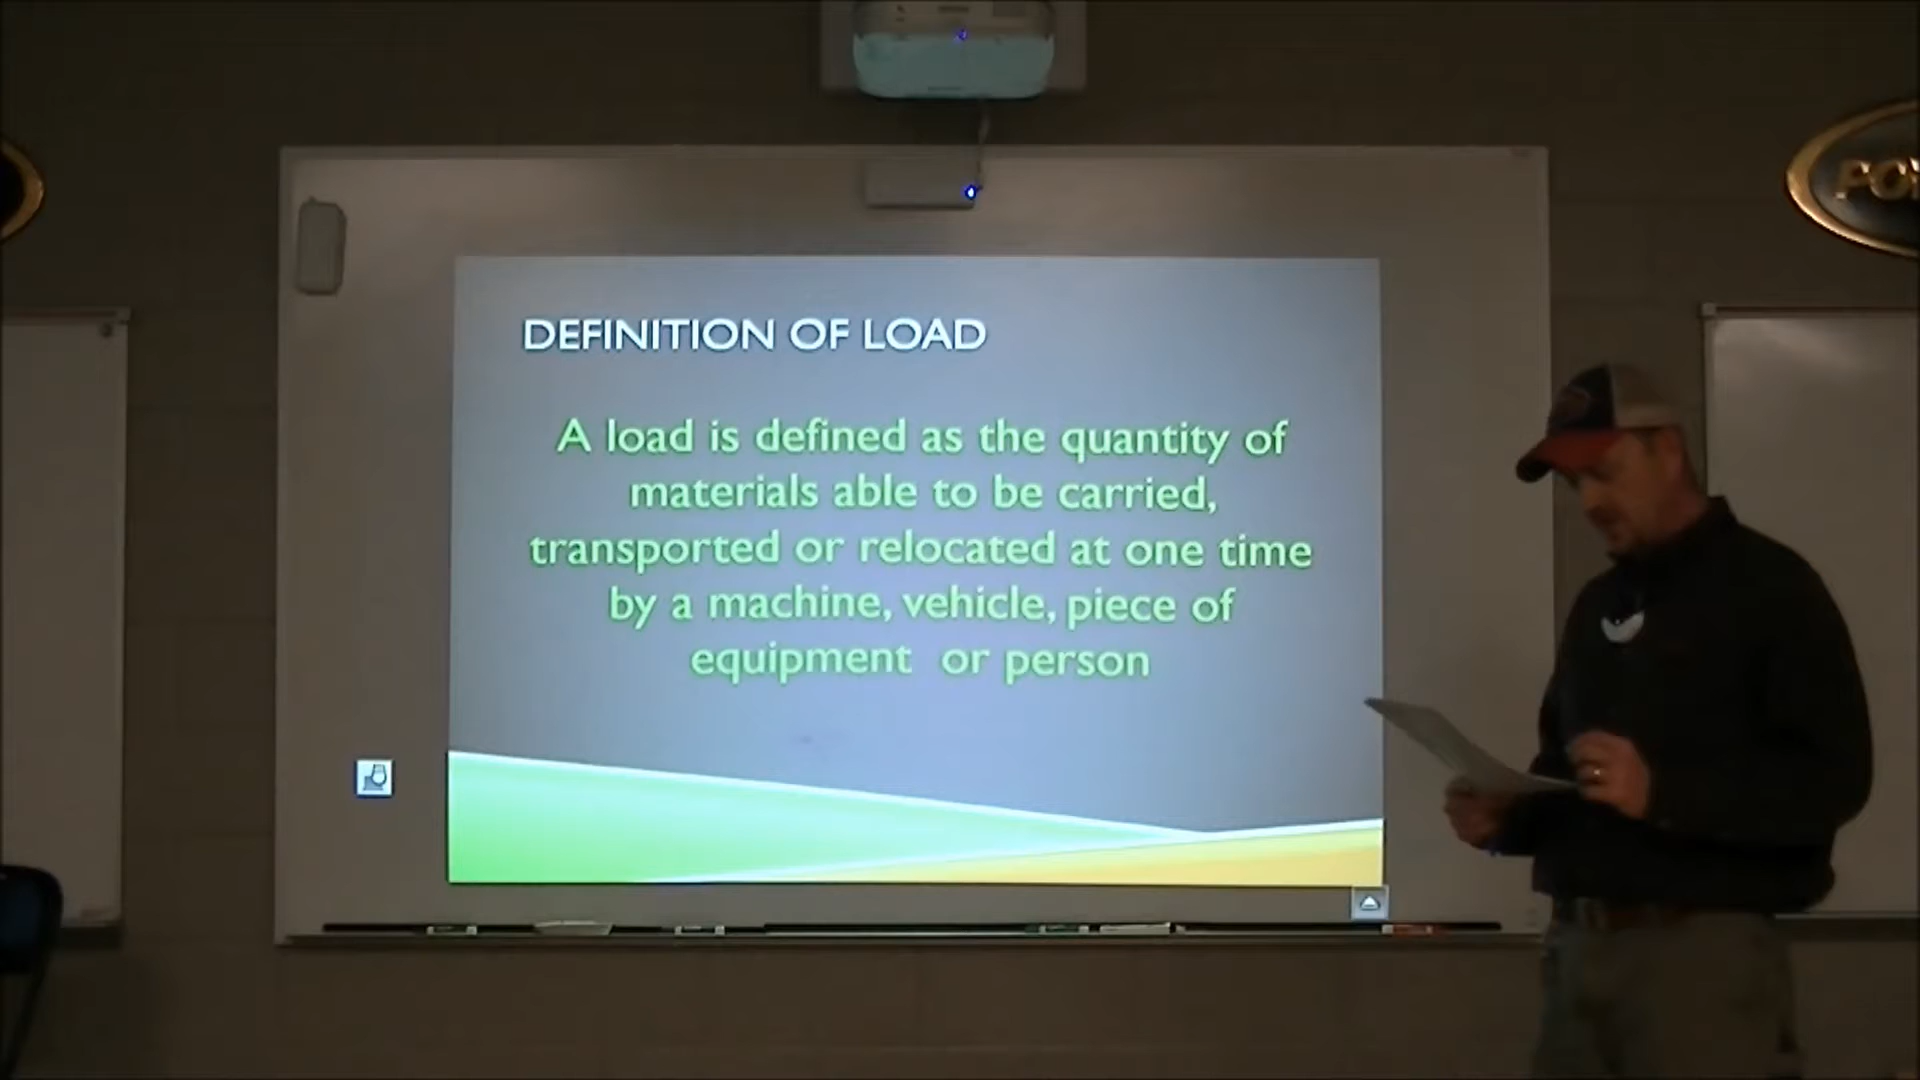 DEFINITION OF LOAD
A load is defined as the quantity of
materials able to be carried,
transported or relocated at one time
by a machine, vehicle, piece of
equipment or person